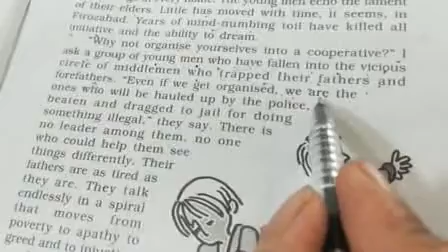 of their elders. Little has moved with time, it seems, in
Firozabad. Years of mind-numbing toil have killed all
initiative and the ability to dream.
"Why not organise yourselves into a cooperative?" I
ask a group of young men who have fallen into the vicious
circle of middlemen who trapped their fathers and
forefathers. "Even if we get organised, we are the
ones who will be hauled up by the police,
beaten and dragged to jail for doing
something illegal," they say. There is
no leader among them, no one
who could help them see
things differently. Their
fathers are as tired as
they are. They talk
endlessly in a spiral
that moves from
poverty to apathy to
greed and to